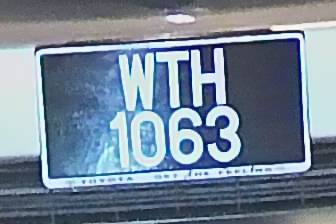 WTH
1063
TOYOTA GET THE FEELING